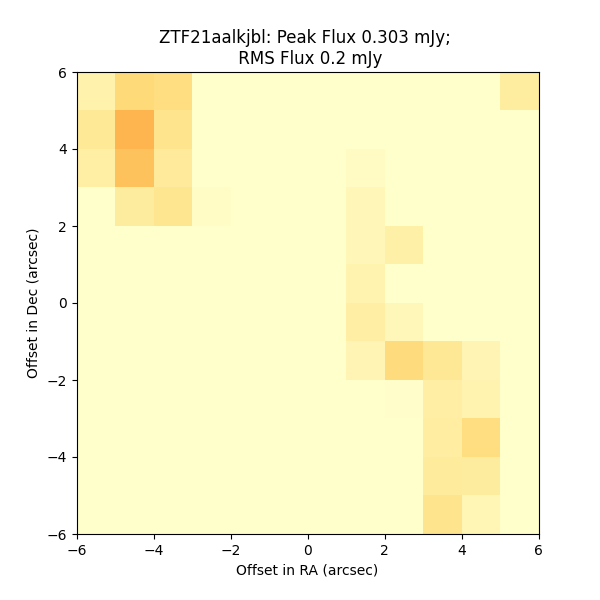 ZTF21aalkjbl: Peak Flux 0.303 mJy;
RMS Flux 0.2 mJy
6
4
2
0
−2
−4
−6
Offset in Dec (arcsec)
−6 −4 −2 0 2 4 6
Offset in RA (arcsec)